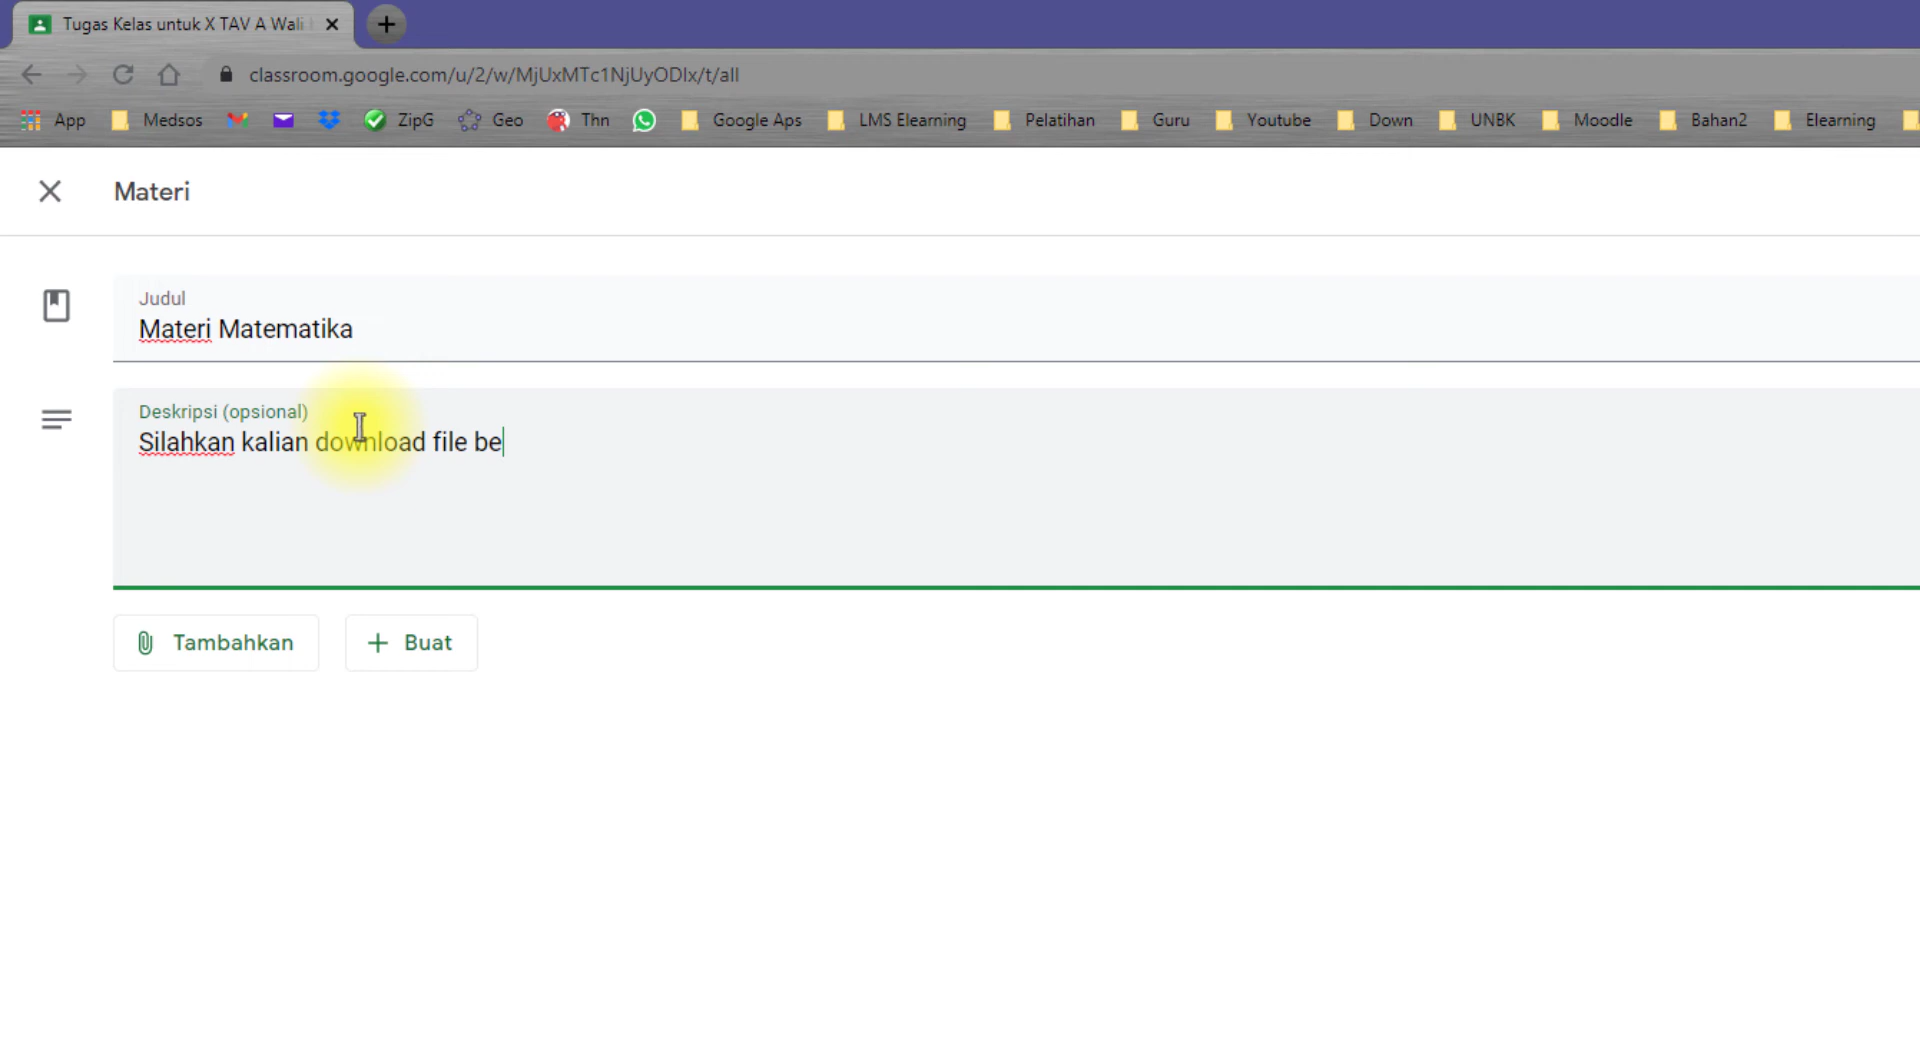 Tugas Kelas untuk X TAV A Wali
classroom.google.com/u/2/w/MjUxMTc1NjUyODIx/t/all
App Medsos ZipG Geo Thn Google Aps LMS Elearning Pelatihan Guru Youtube Down UNBK Moodle Bahan2 Elearning
Materi
Judul
Materi Matematika
Deskripsi (opsional)
Silahkan kalian download file be
Tambahkan Buat